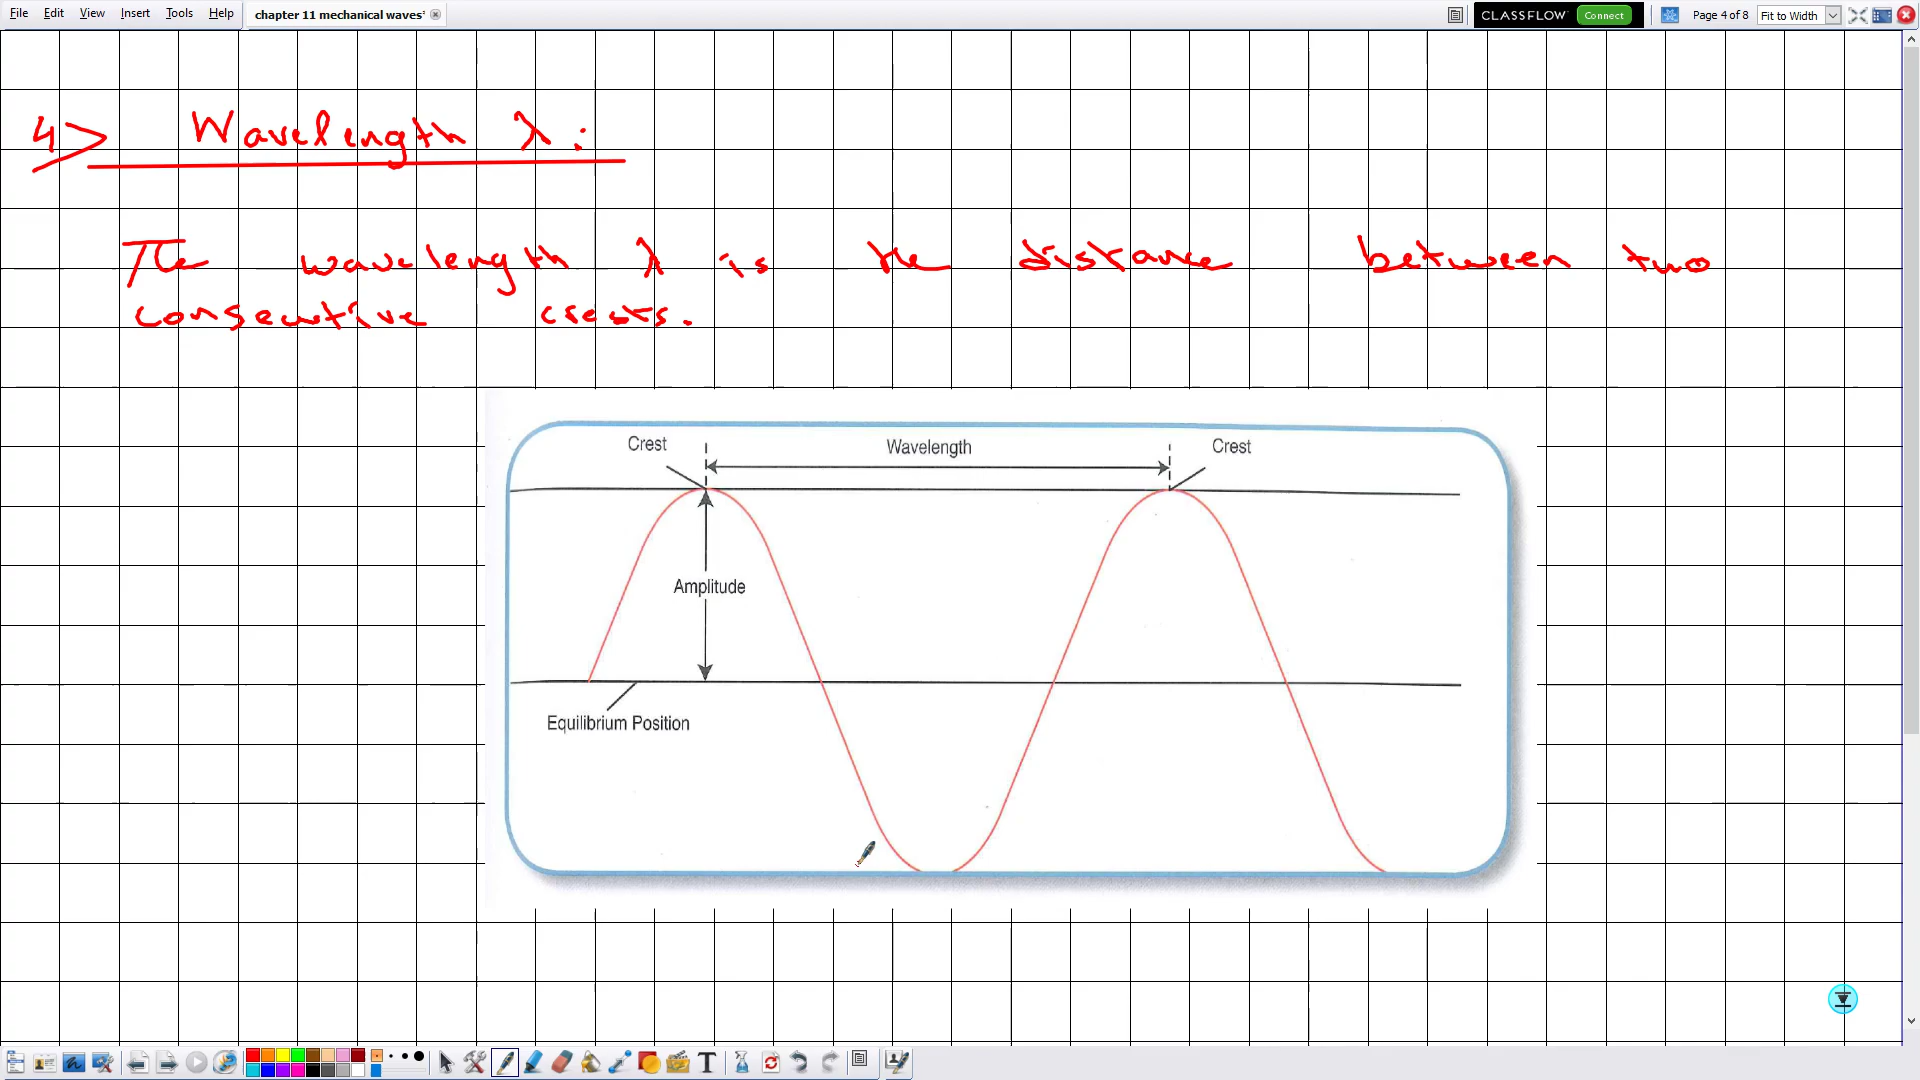 File Edit View Insert Tools Help chapter 11 mechanical waves* CLASSFLOW Connect Page 4 of 8 Fit to Width
4> Wavelength λ:
The wavelength λ is the distance between two
consecutive crests.
Crest Wavelength Crest
Amplitude
Equilibrium Position